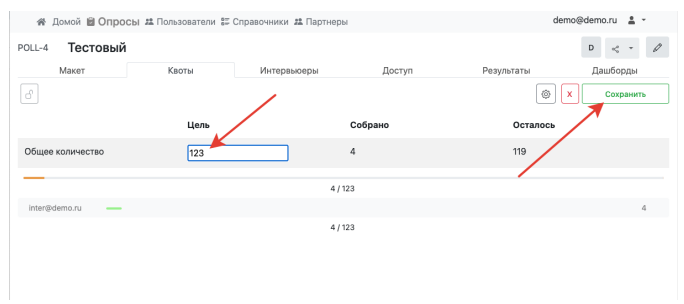 Домой Опросы Пользователи Справочники Партнеры demo@demo.ru
POLL-4 Тестовый D
Макет Квоты Интервьюеры Доступ Результаты Дашборды
X Сохранить
Цель Собрано Осталось
Общее количество 123 4 119
4 / 123
inter@demo.ru 4
4 / 123